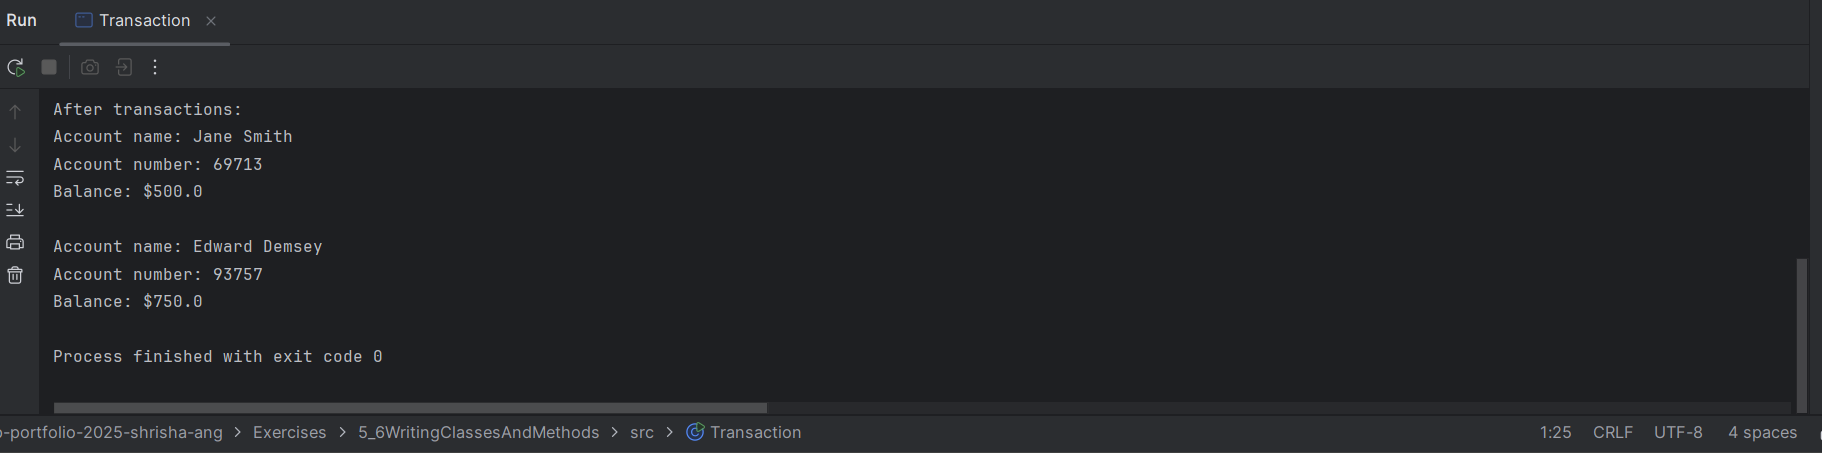 Run Transaction
After transactions:
Account name: Jane Smith
Account number: 69713
Balance: $500.0
Account name: Edward Demsey
Account number: 93757
Balance: $750.0
Process finished with exit code 0
-portfolio-2025-shrisha-ang > Exercises > 5_6WritingClassesAndMethods > src > Transaction 1:25 CRLF UTF-8 4 spaces